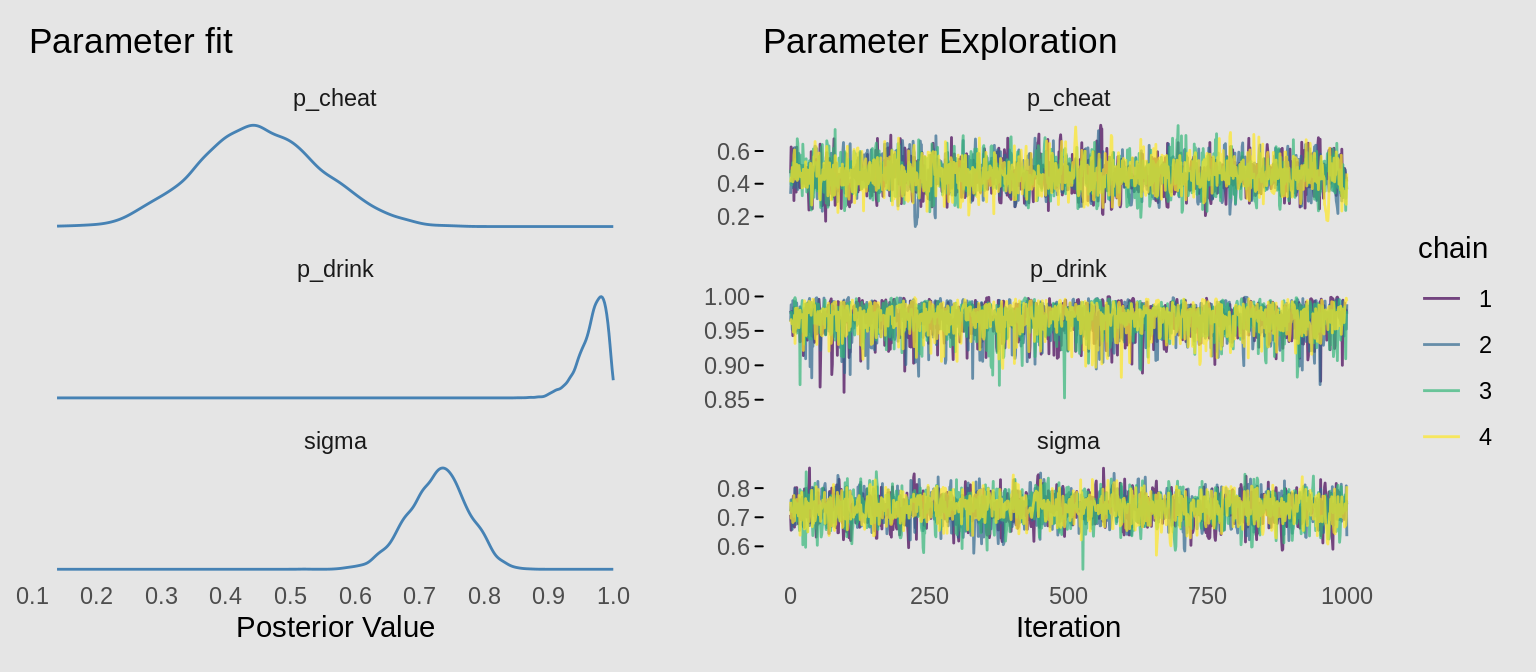 Parameter fit
p_cheat
p_drink
sigma
0.1 0.2 0.3 0.4 0.5 0.6 0.7 0.8 0.9 1.0
Posterior Value
Parameter Exploration
p_cheat
0.6
0.4
0.2
p_drink
1.00
0.95
0.90
0.85
sigma
0.8
0.7
0.6
0 250 500 750 1000
Iteration
chain
1
2
3
4